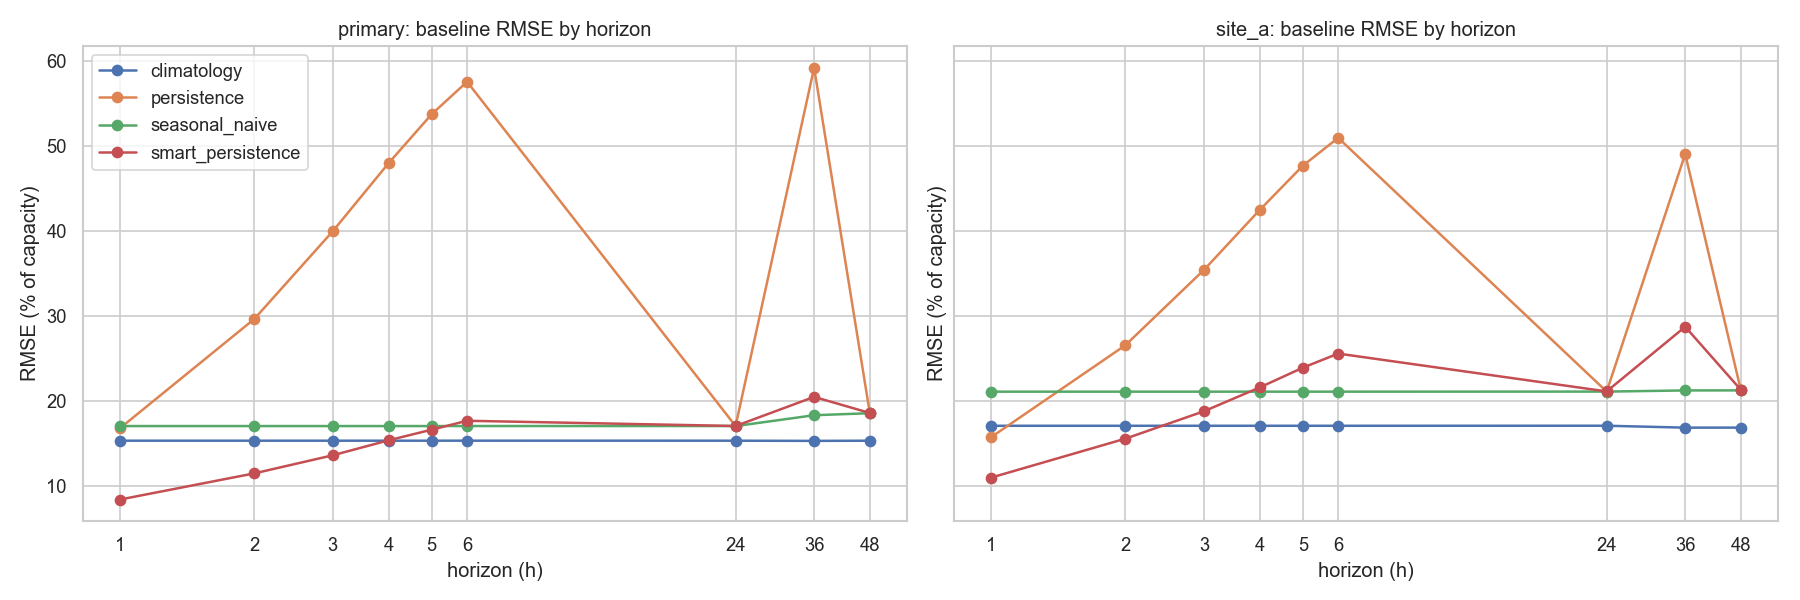 primary: baseline RMSE by horizon
climatology
persistence
seasonal_naive
smart_persistence
RMSE (% of capacity)
60
50
40
30
20
10
1 2 3 4 5 6 24 36 48
horizon (h)
site_a: baseline RMSE by horizon
RMSE (% of capacity)
1 2 3 4 5 6 24 36 48
horizon (h)